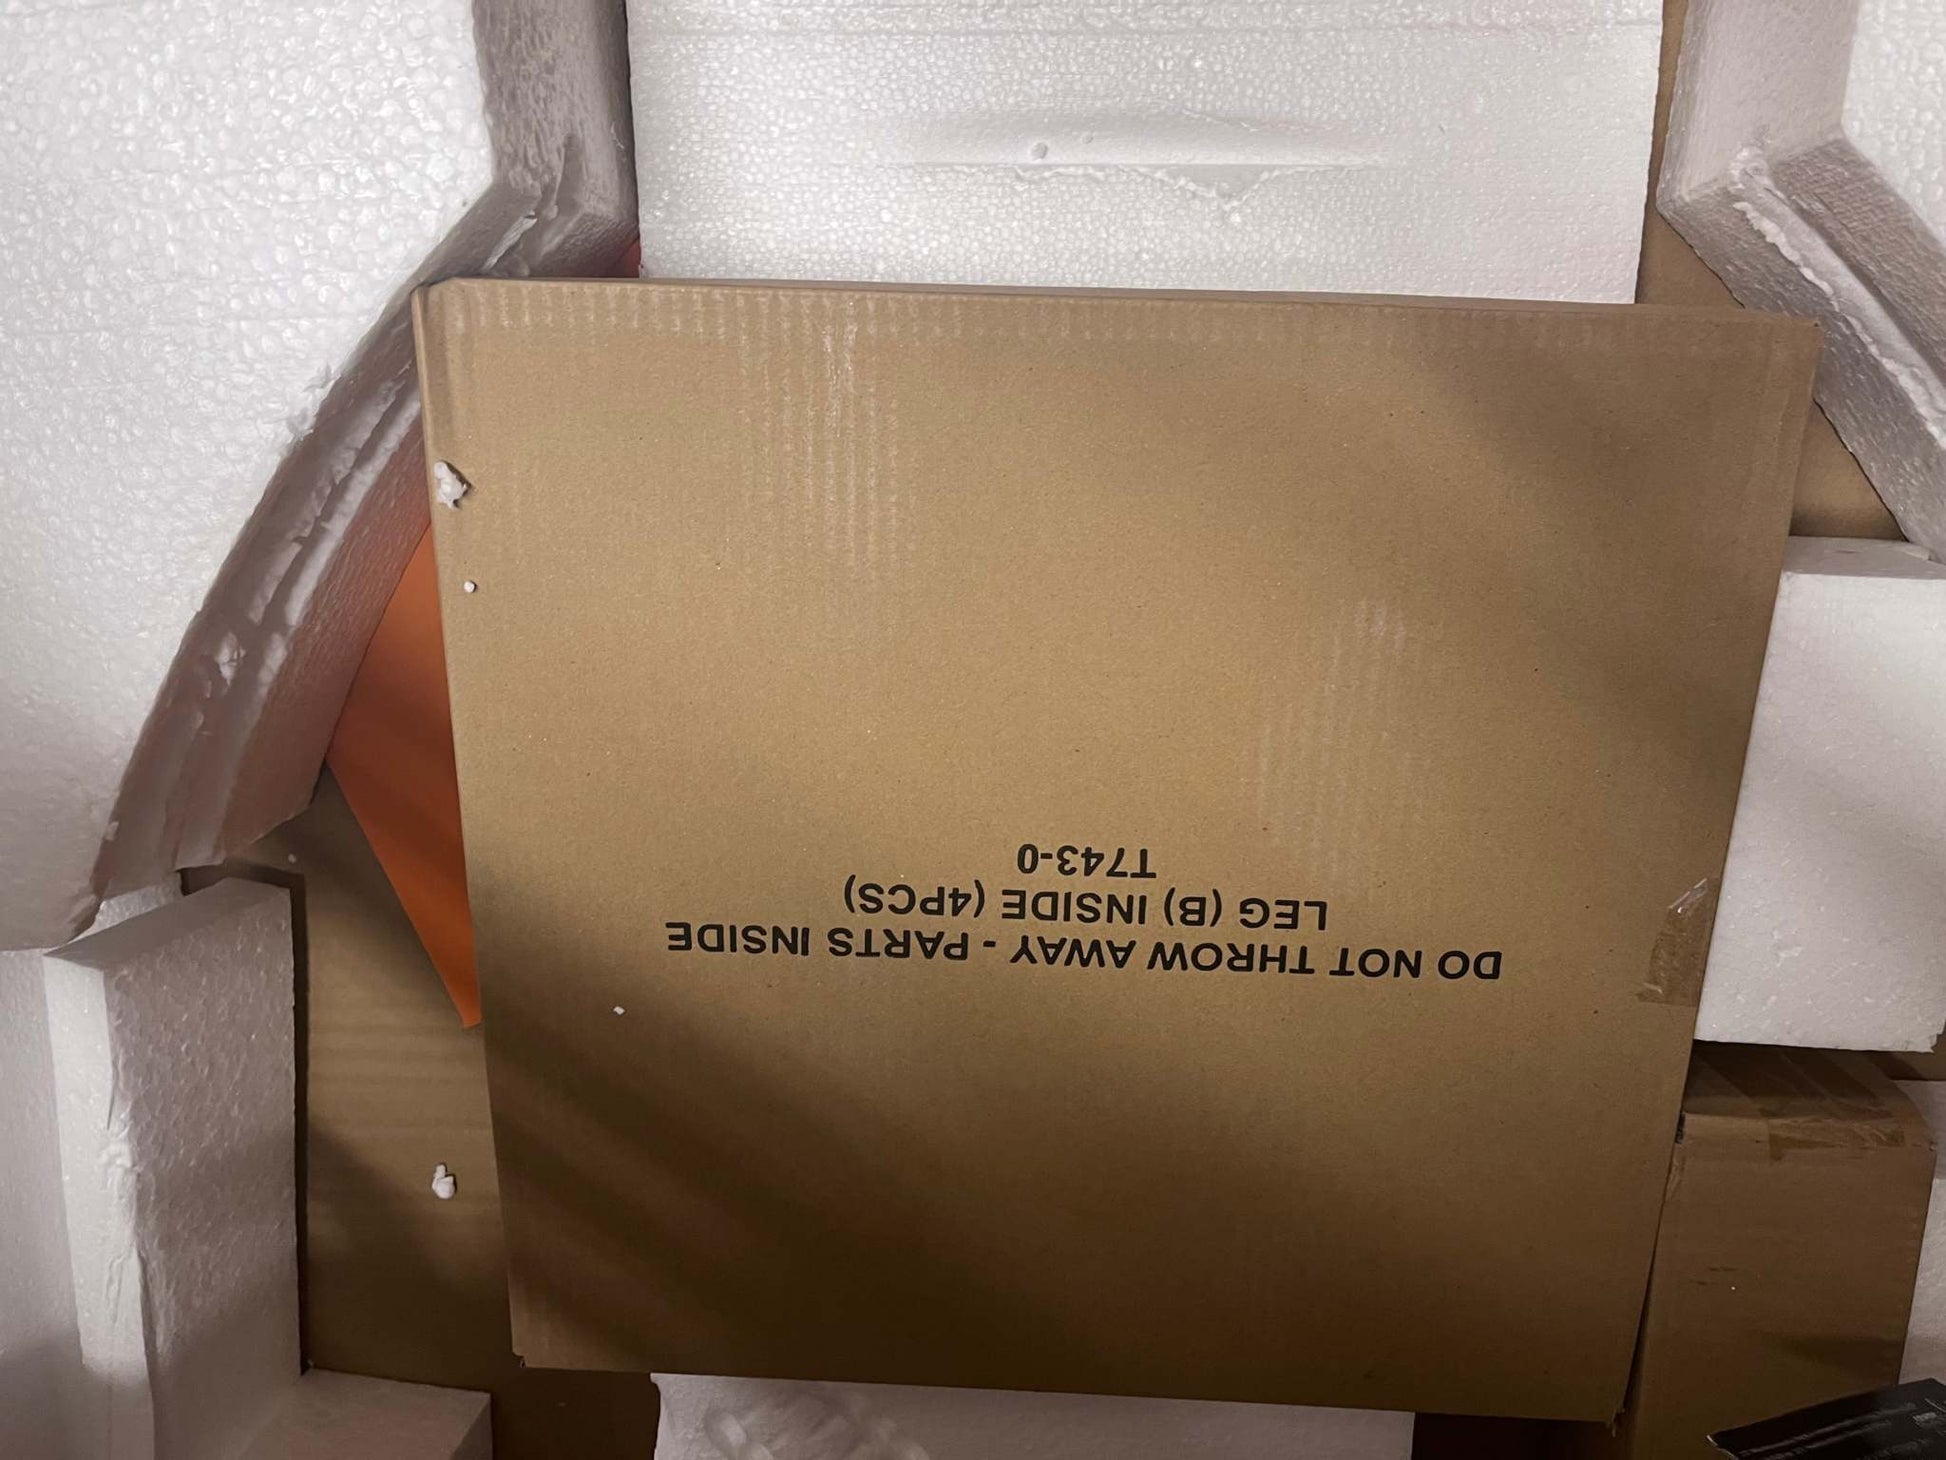 DO NOT THROW AWAY - PARTS INSIDE
LEG (B) INSIDE (4PCS)
T743-0